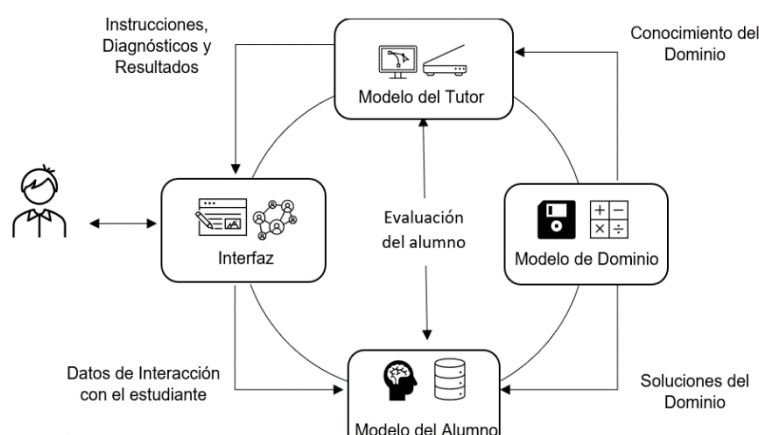 Instrucciones,
Diagnósticos y
Resultados
Conocimiento del
Dominio
Modelo del Tutor
Evaluación
del alumno
Interfaz
Modelo de Dominio
Datos de Interacción
con el estudiante
Soluciones del
Dominio
Modelo del Alumno